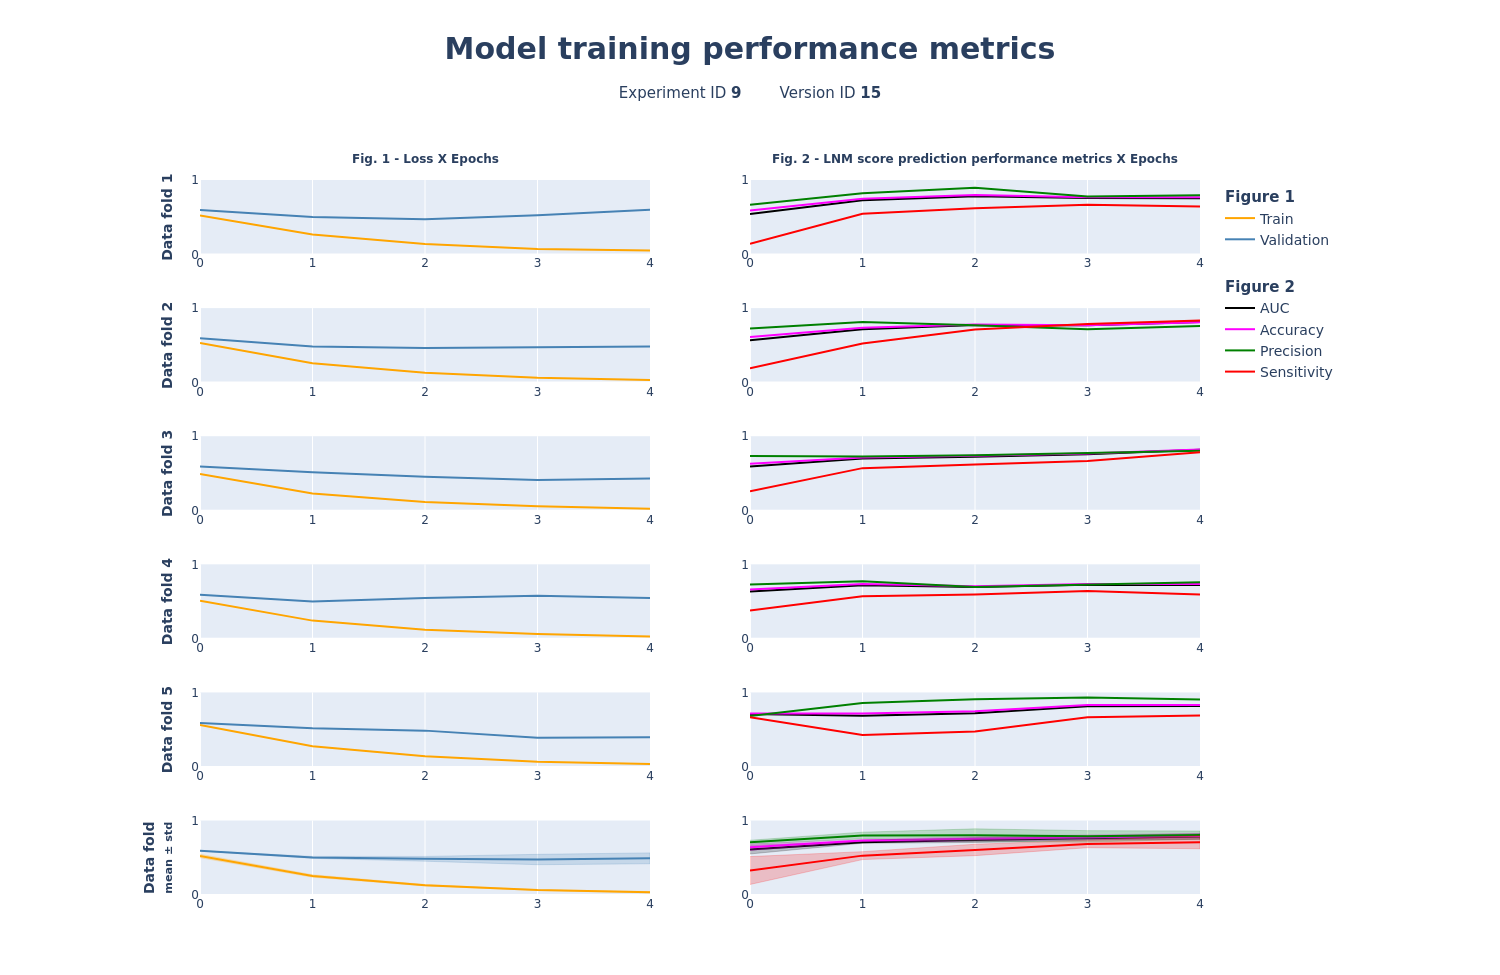 Model training performance metrics
Experiment ID 9 Version ID 15
Fig. 1 - Loss X Epochs
Fig. 2 - LNM score prediction performance metrics X Epochs
Data fold 1
1
0
0 1 2 3 4
1
0
0 1 2 3 4
Figure 1
Train
Validation
Figure 2
AUC
Accuracy
Precision
Sensitivity
Data fold 2
1
0
0 1 2 3 4
1
0
0 1 2 3 4
Data fold 3
1
0
0 1 2 3 4
1
0
0 1 2 3 4
Data fold 4
1
0
0 1 2 3 4
1
0
0 1 2 3 4
Data fold 5
1
0
0 1 2 3 4
1
0
0 1 2 3 4
Data fold
mean ± std
1
0
0 1 2 3 4
1
0
0 1 2 3 4